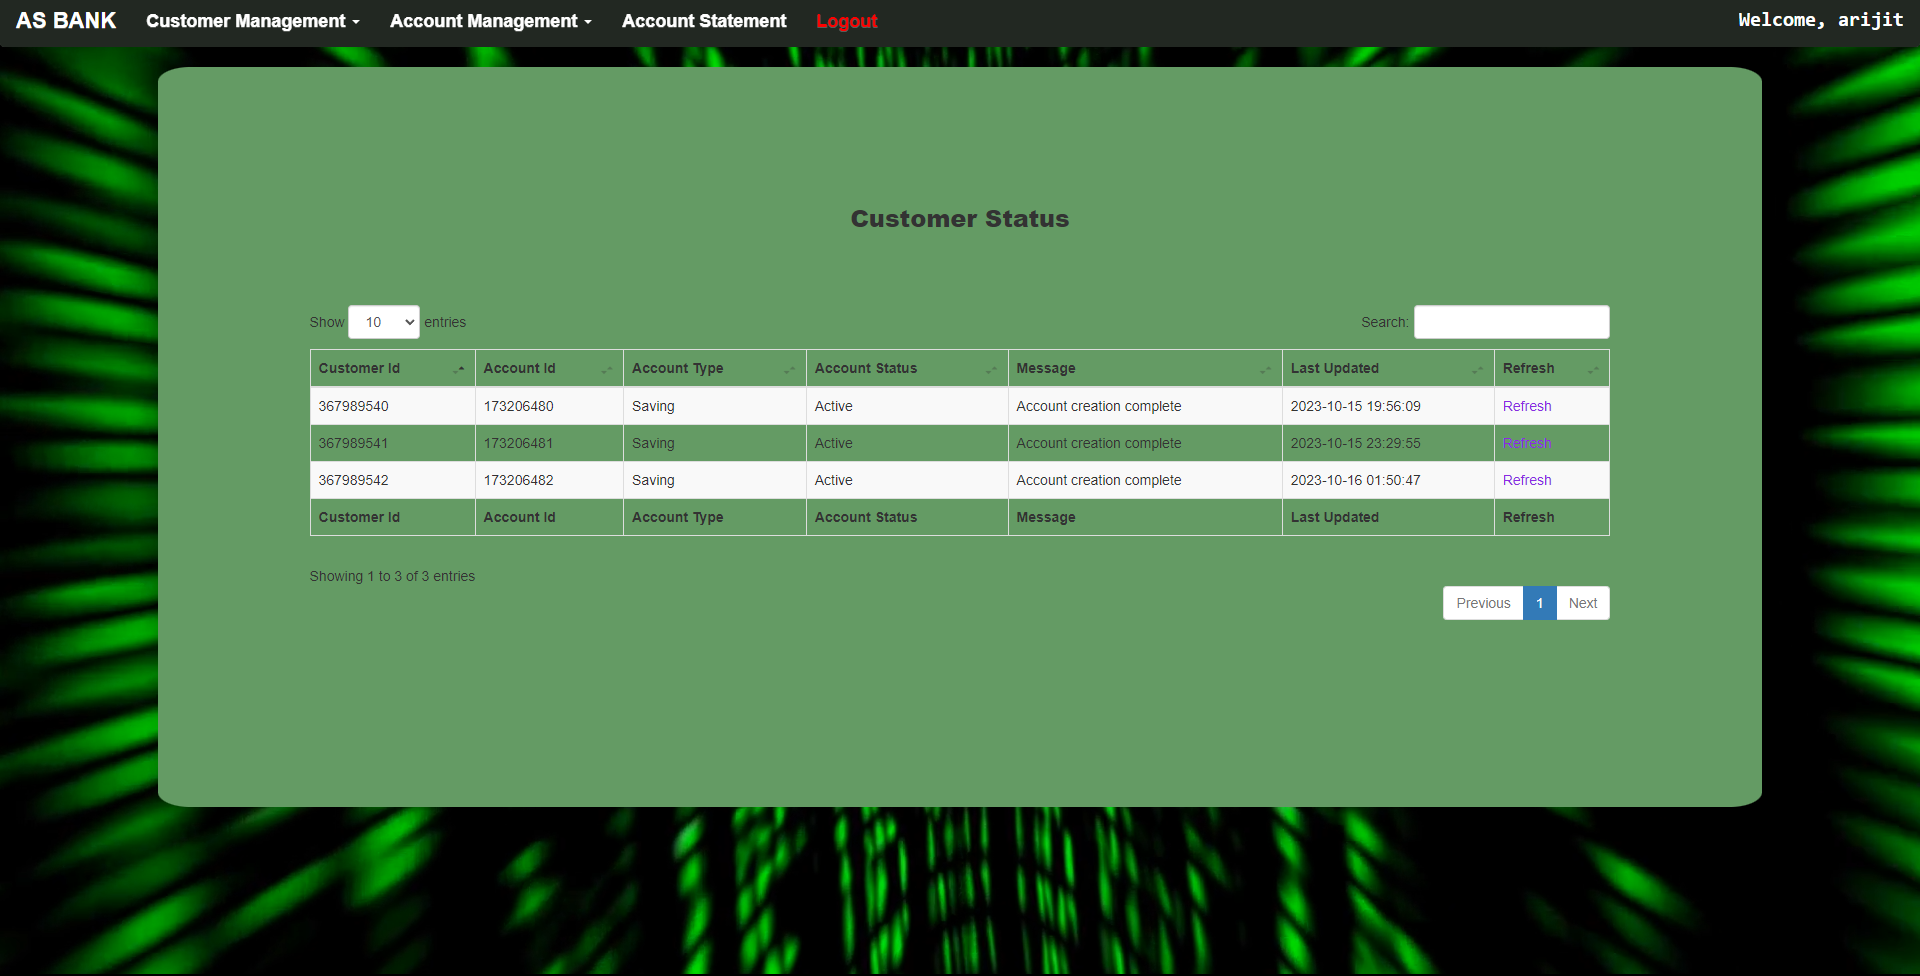 AS BANK Customer Management Account Management Account Statement Logout Welcome, arijit
Customer Status
Show 10 entries Search:
Customer Id Account Id Account Type Account Status Message Last Updated Refresh
367989540 173206480 Saving Active Account creation complete 2023-10-15 19:56:09 Refresh
367989541 173206481 Saving Active Account creation complete 2023-10-15 23:29:55 Refresh
367989542 173206482 Saving Active Account creation complete 2023-10-16 01:50:47 Refresh
Customer Id Account Id Account Type Account Status Message Last Updated Refresh
Showing 1 to 3 of 3 entries
Previous 1 Next